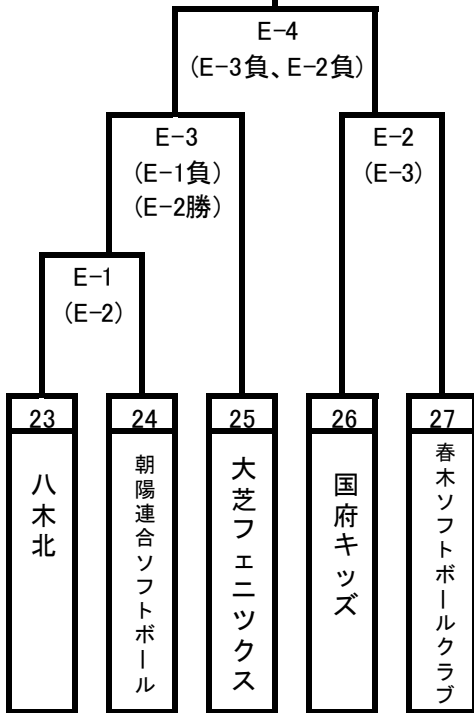 E-4
(E-3負、E-2負)
E-3
(E-1負)
(E-2勝)
E-2
(E-3)
E-1
(E-2)
23
24
25
26
27
八木北
朝陽連合ソフトボール
大芝フェニックス
国府キッズ
春木ソフトボールクラブ